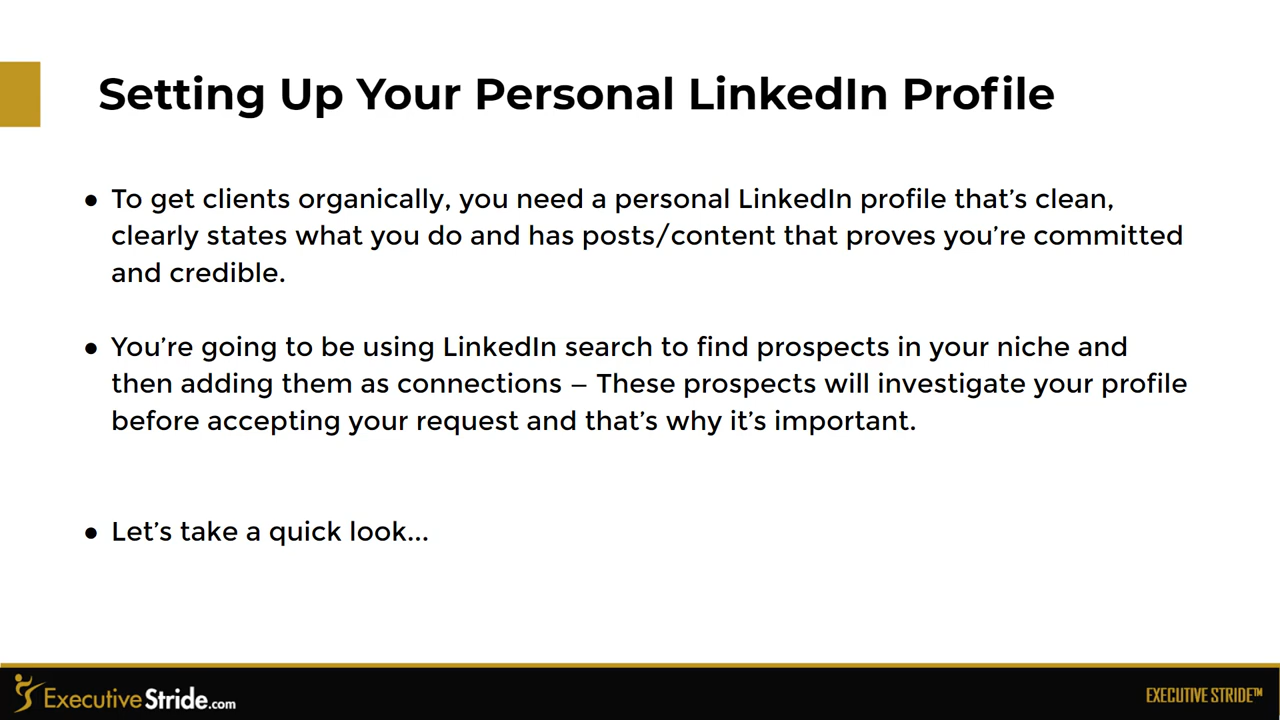 Setting Up Your Personal LinkedIn Profile
● To get clients organically, you need a personal LinkedIn profile that’s clean,
clearly states what you do and has posts/content that proves you’re committed
and credible.
● You’re going to be using LinkedIn search to find prospects in your niche and
then adding them as connections – These prospects will investigate your profile
before accepting your request and that’s why it’s important.
● Let’s take a quick look...
ExecutiveStride.com
EXECUTIVE STRIDE™